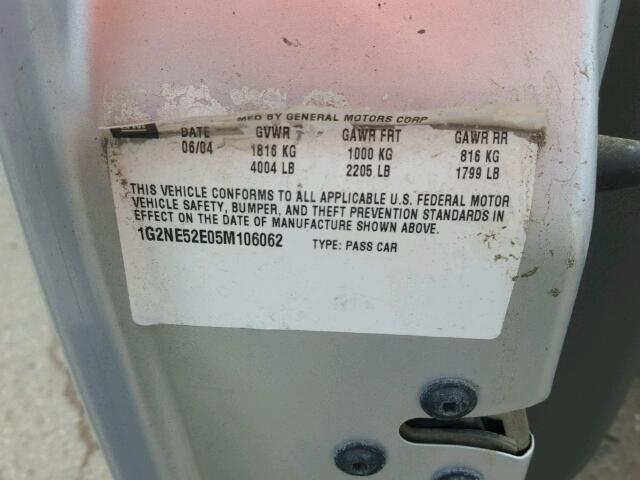 MFD BY GENERAL MOTORS CORP
DATE GVWR GAWR FRT GAWR RR
06/04 1816 KG 1000 KG 816 KG
4004 LB 2205 LB 1799 LB
THIS VEHICLE CONFORMS TO ALL APPLICABLE U.S. FEDERAL MOTOR
VEHICLE SAFETY, BUMPER, AND THEFT PREVENTION STANDARDS IN
EFFECT ON THE DATE OF MANUFACTURE SHOWN ABOVE.
1G2NE52E05M106062 TYPE: PASS CAR